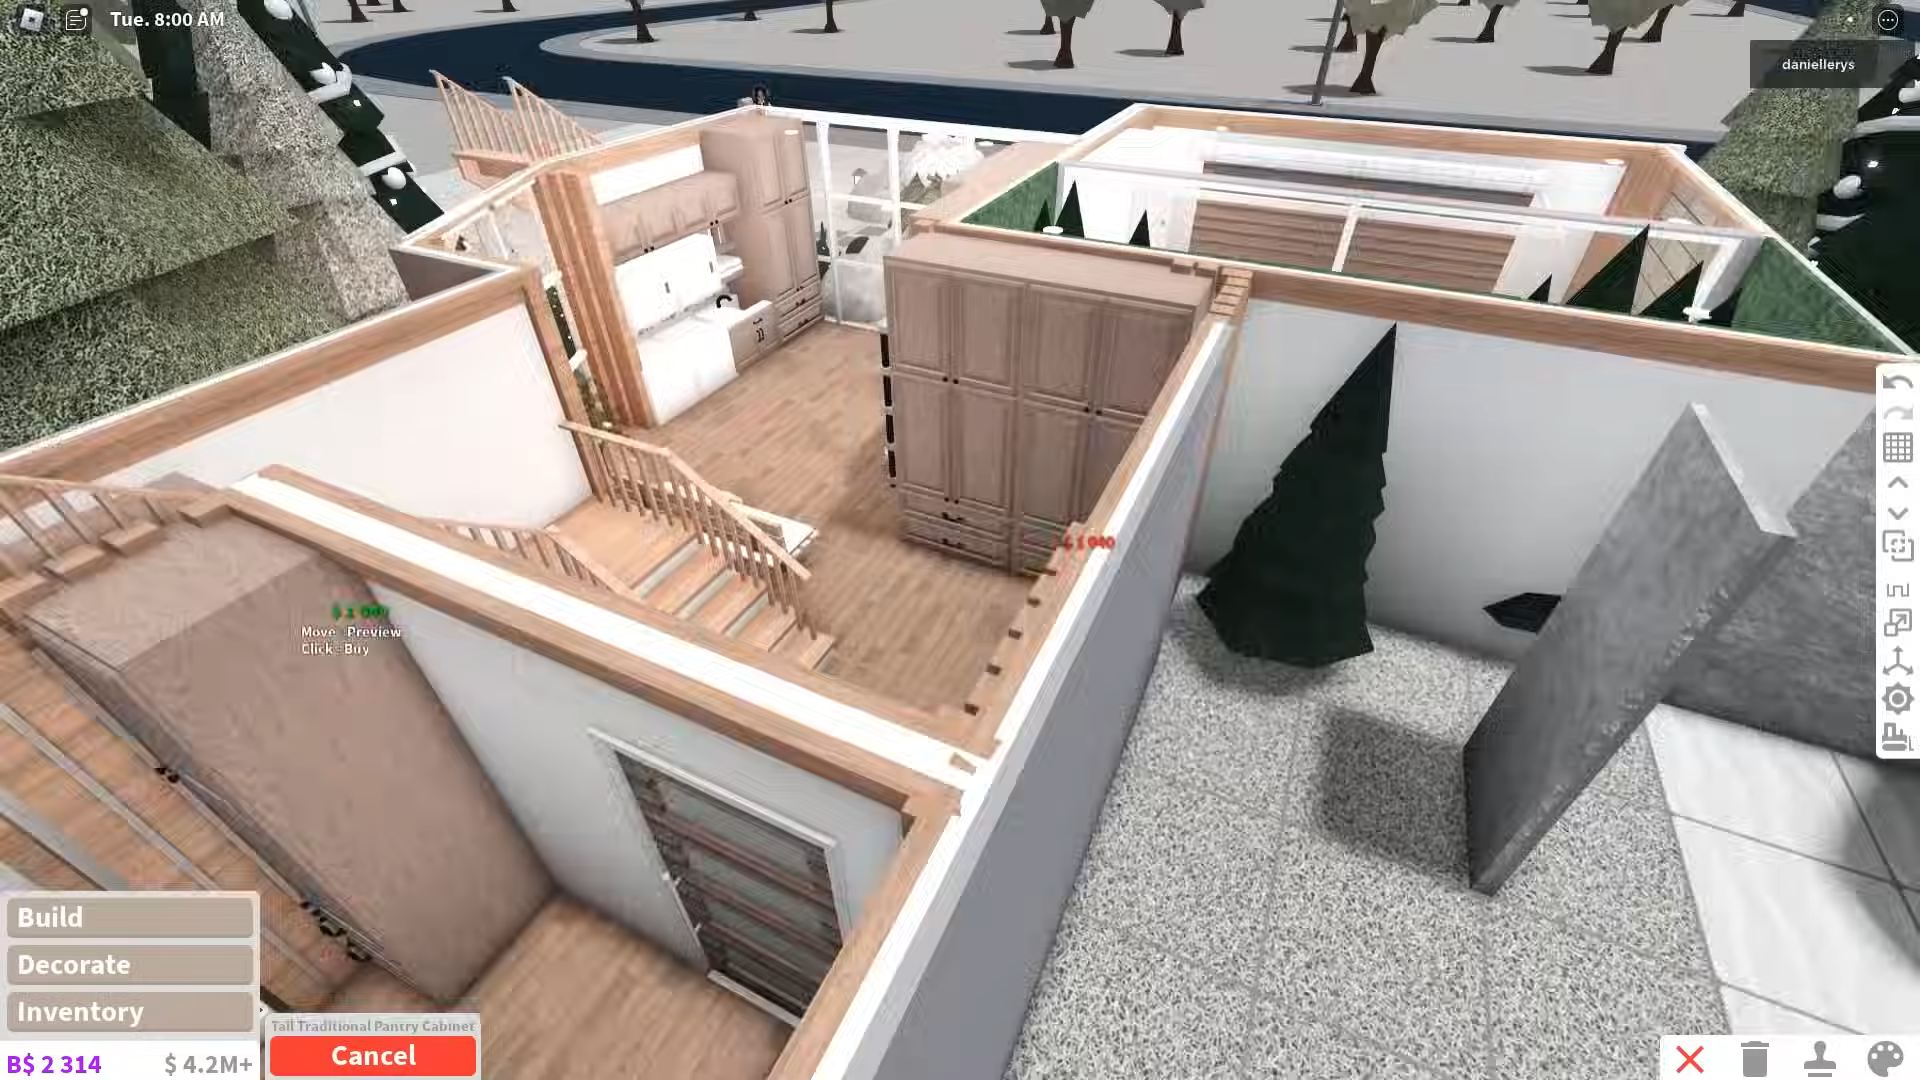 Tue. 8:00 AM
daniellerys
Move : Preview
Click : Buy
Build
Decorate
Inventory
Tall Traditional Pantry Cabinet
Cancel
B$ 2 314
$ 4.2M+